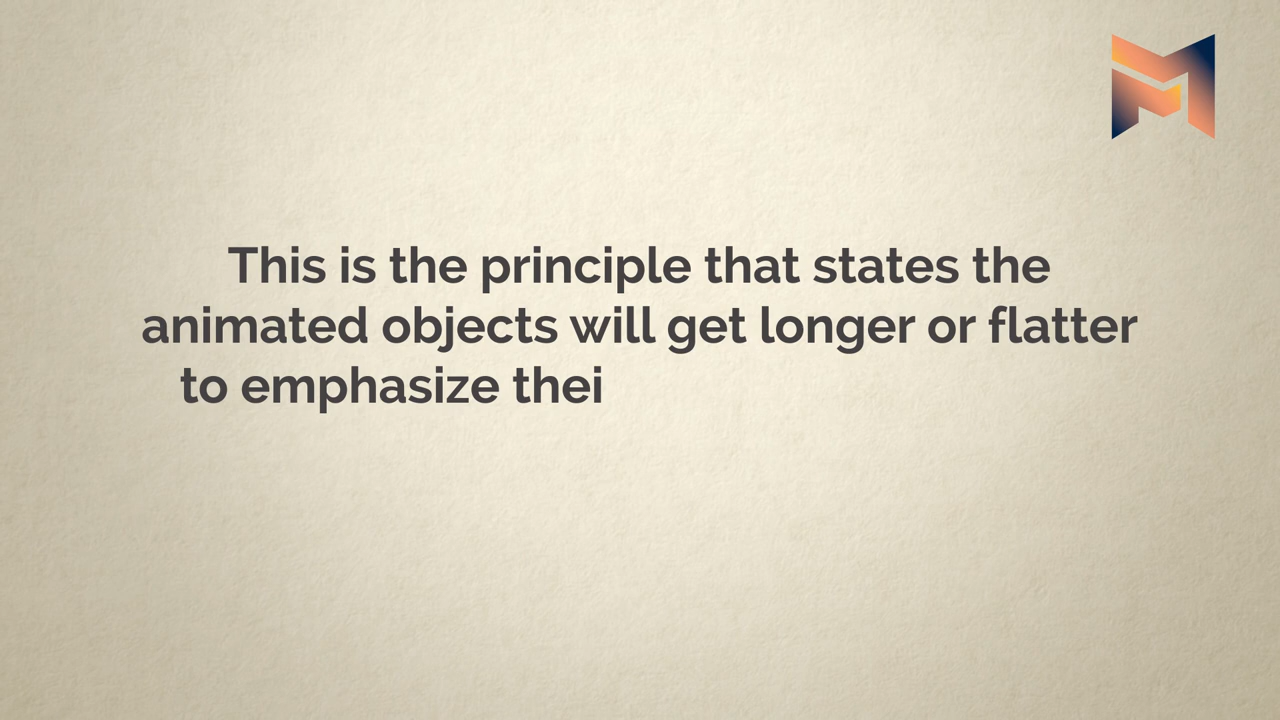 This is the principle that states the
animated objects will get longer or flatter
to emphasize thei